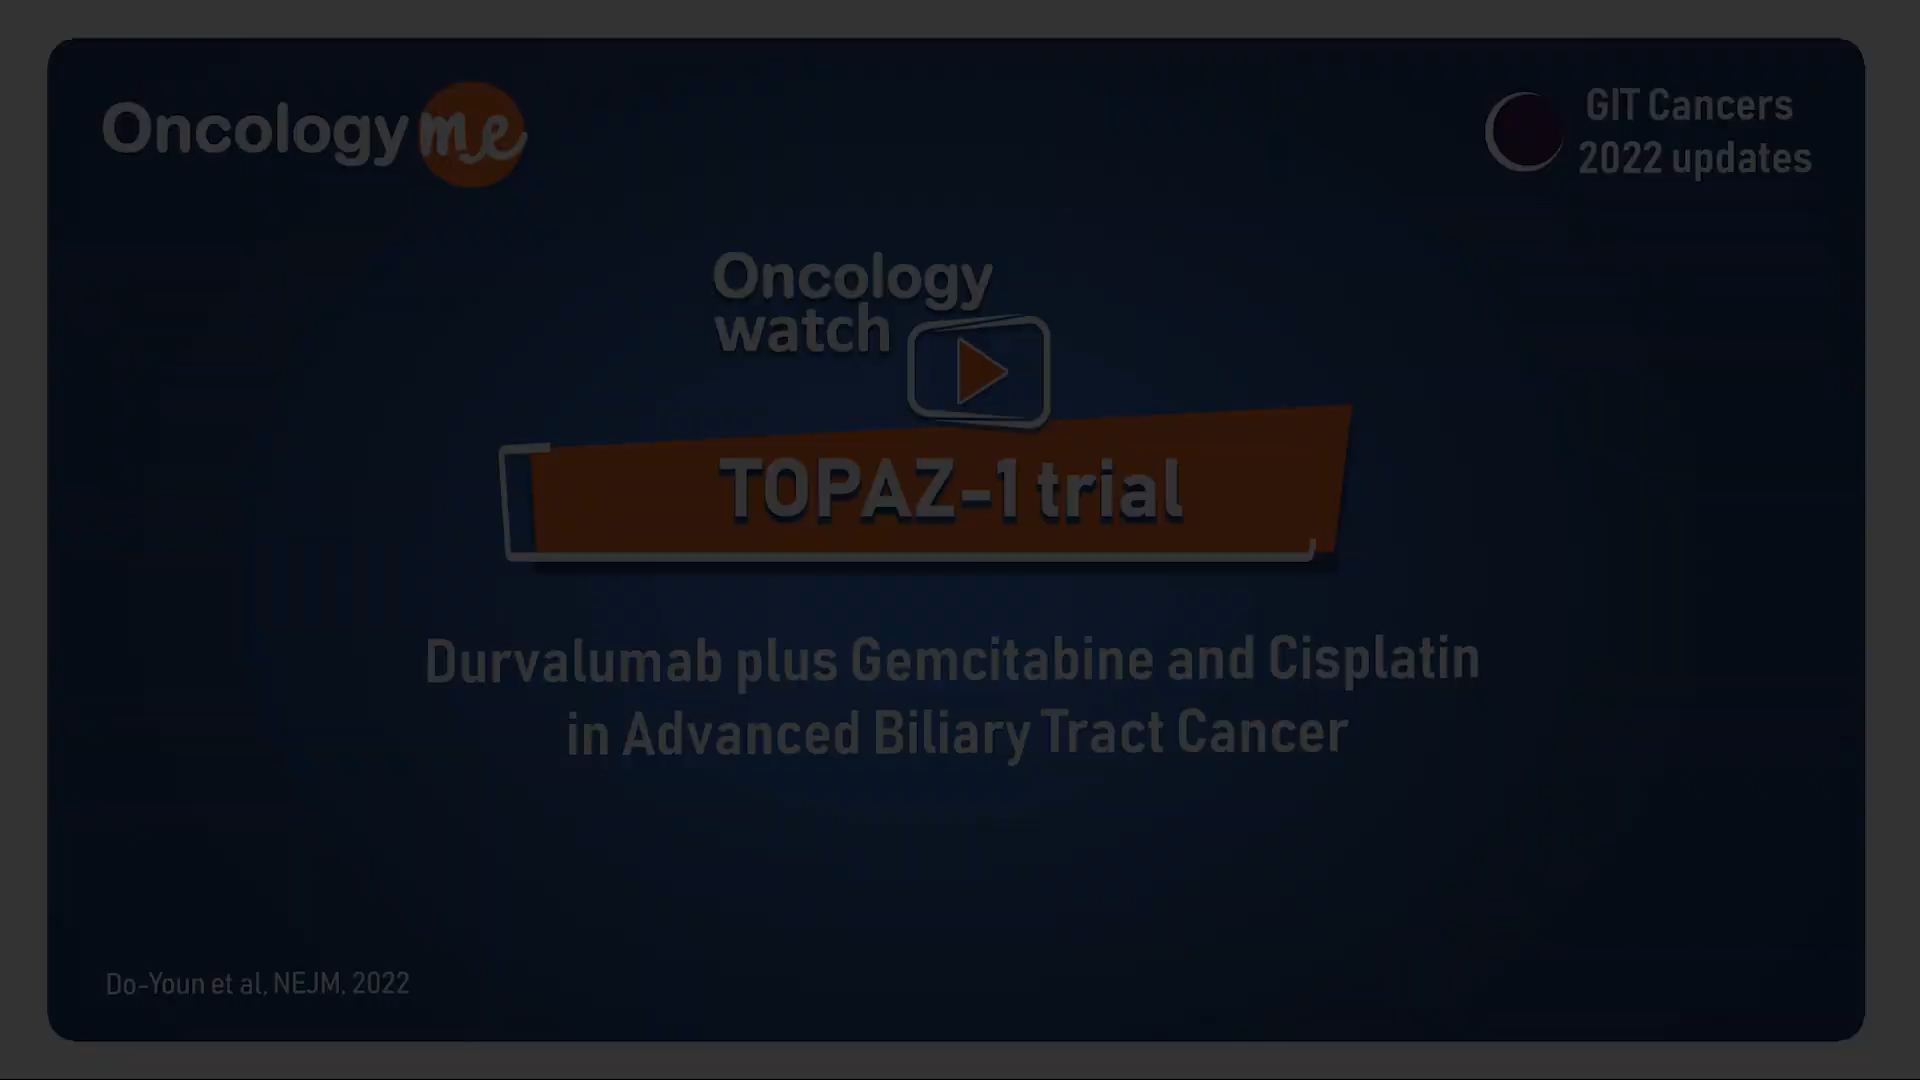 Oncology me
GIT Cancers
2022 updates
Oncology
watch
TOPAZ-1 trial
Durvalumab plus Gemcitabine and Cisplatin
in Advanced Biliary Tract Cancer
Do-Youn et al, NEJM, 2022